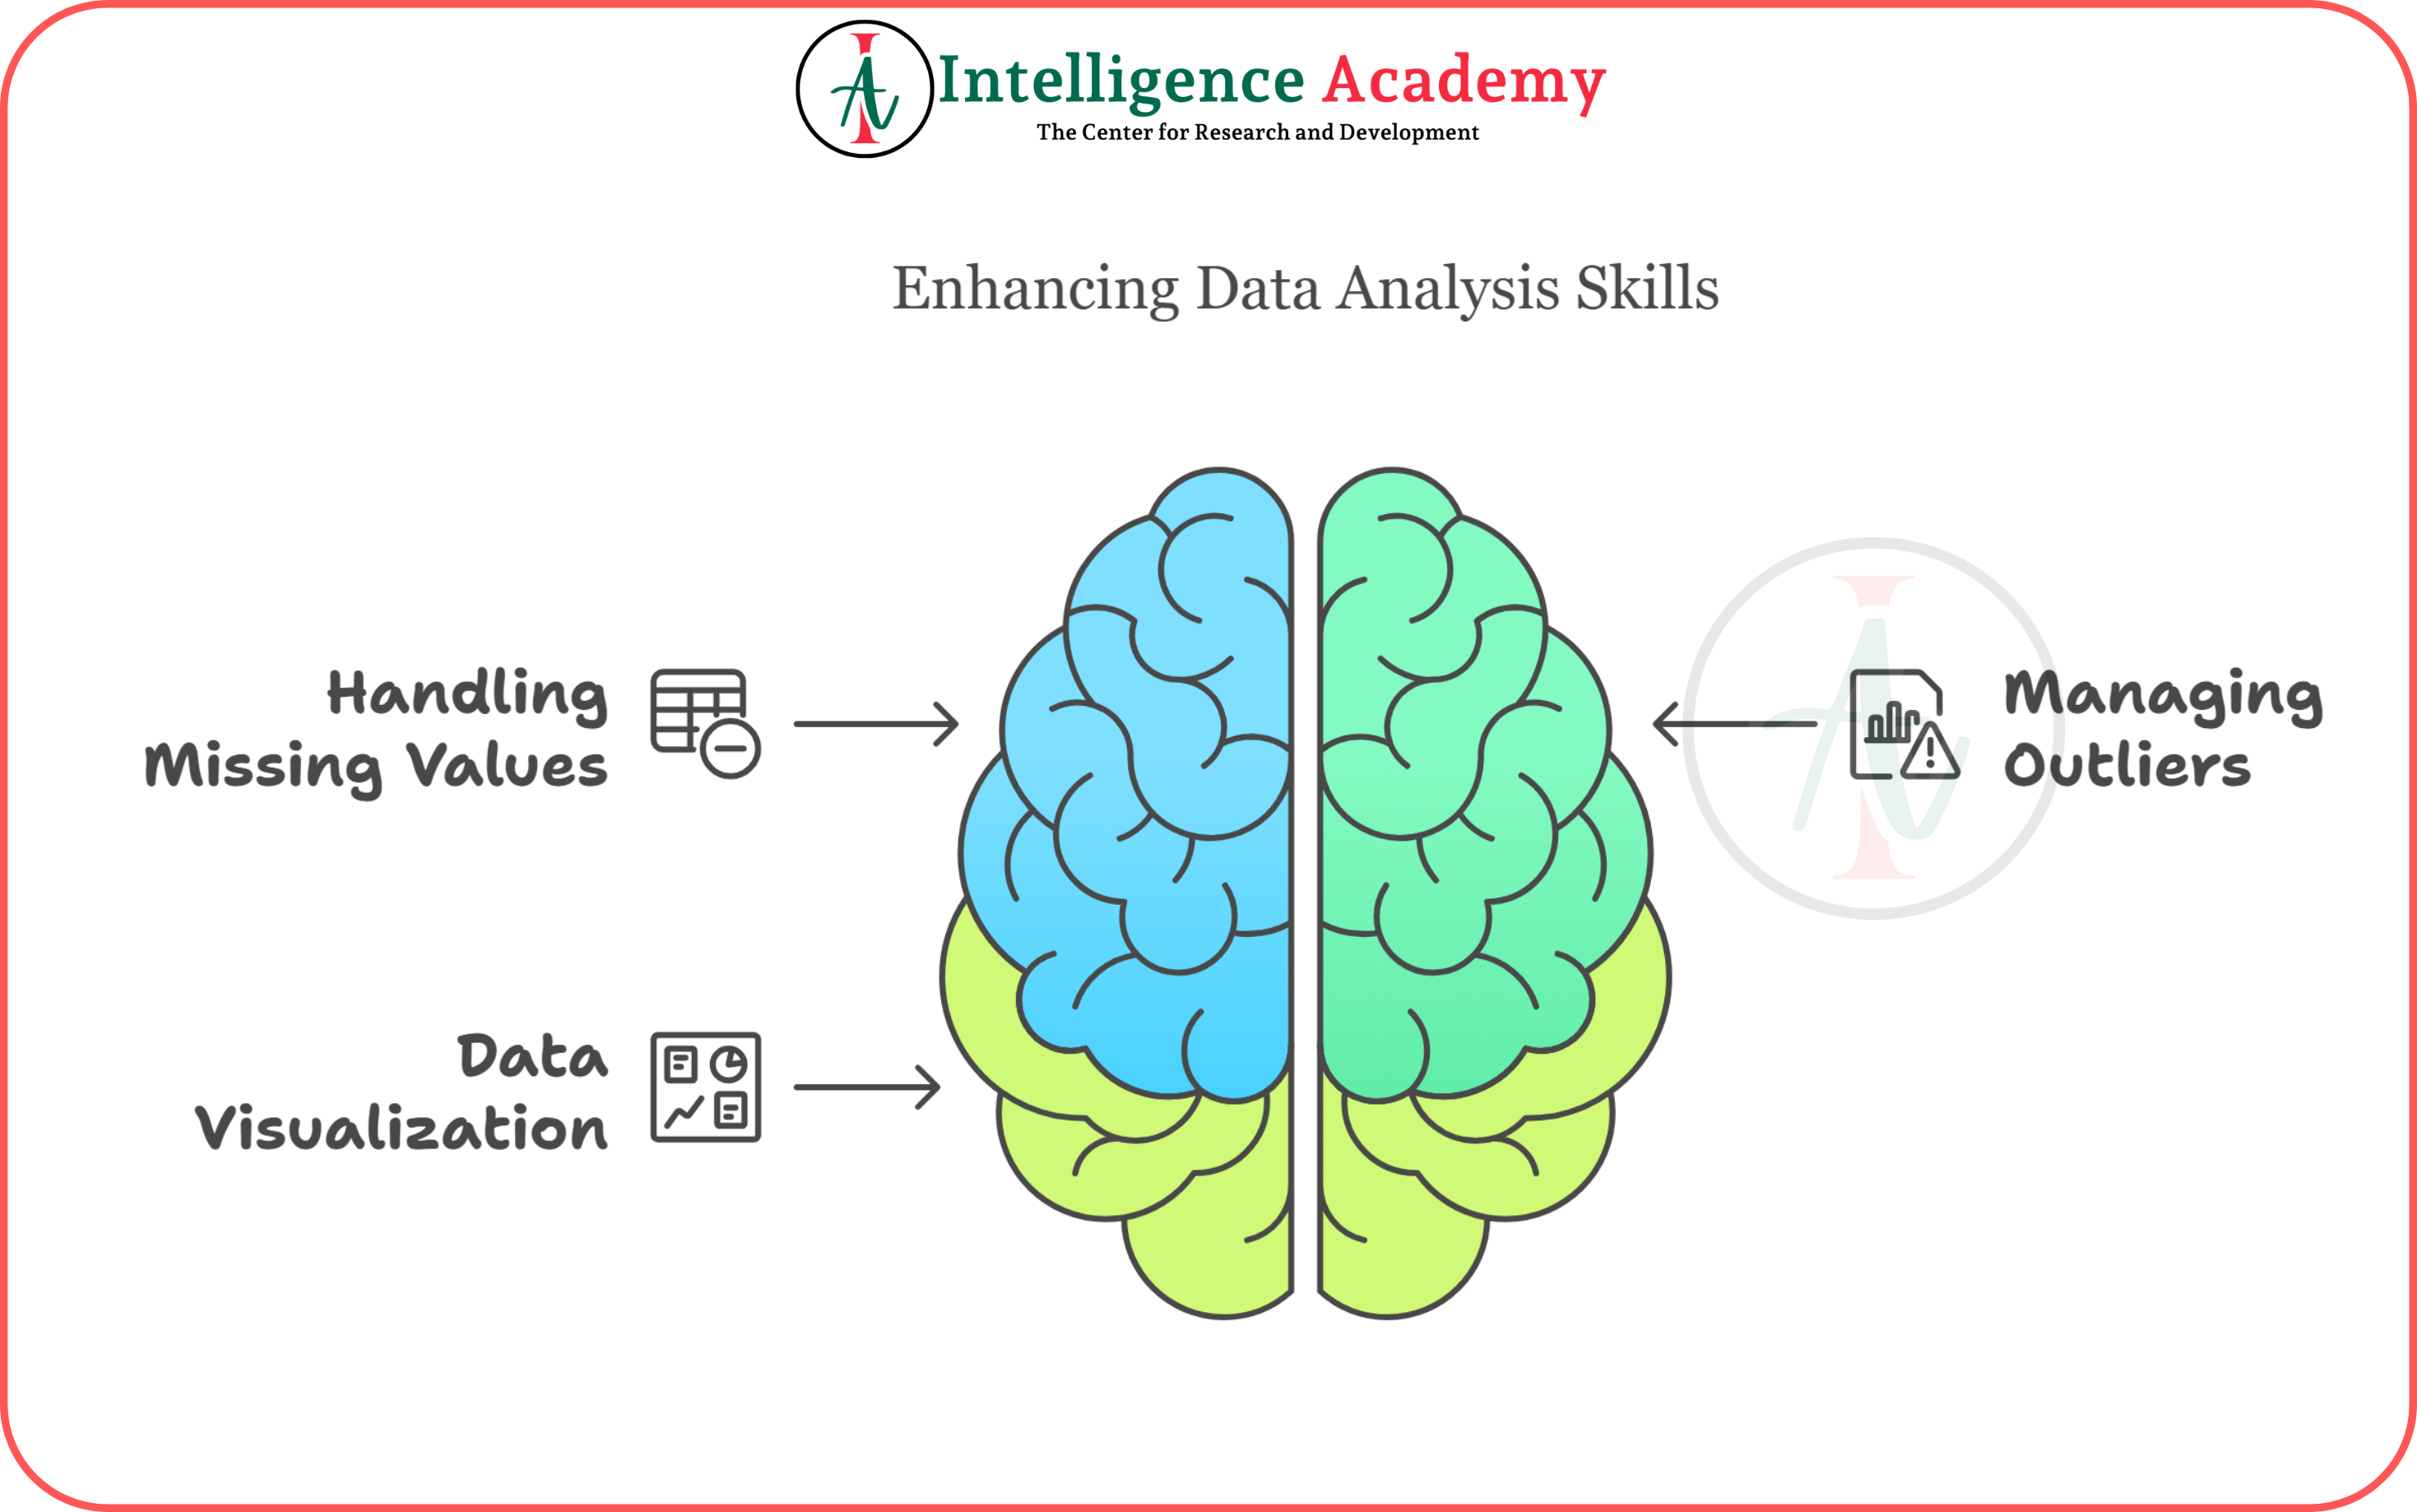 Intelligence Academy
The Center for Research and Development
Enhancing Data Analysis Skills
Handling
Missing Values
Managing
Outliers
Data
Visualization